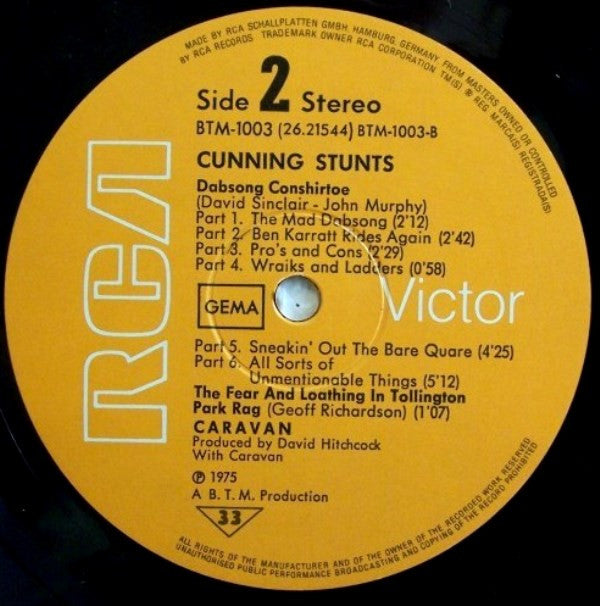 MADE BY RCA SCHALLPLATTEN GMBH HAMBURG, GERMANY, FROM MASTERS OWNED OR CONTROLLED
BY RCA RECORDS TRADEMARK OWNER RCA CORPORATION TM(S) ® REG. MARCA(S) REGISTRADA(S)
Side 2 Stereo
BTM-1003 (26.21544) BTM-1003-B
CUNNING STUNTS
Dabsong Conshirtoe
(David Sinclair - John Murphy)
Part 1. The Mad Dabsong (2'12)
Part 2. Ben Karratt Rides Again (2'42)
Part 3. Pro's and Cons (2'29)
Part 4. Wraiks and Ladders (0'58)
RCA
GEMA
Victor
Part 5. Sneakin' Out The Bare Quare (4'25)
Part 6. All Sorts of
Unmentionable Things (5'12)
The Fear And Loathing In Tollington
Park Rag (Geoff Richardson) (1'07)
CARAVAN
Produced by David Hitchcock
With Caravan
℗ 1975
A B. T. M. Production
33
ALL RIGHTS OF THE MANUFACTURER AND OF THE OWNER OF THE RECORDED WORK RESERVED
UNAUTHORISED PUBLIC PERFORMANCE BROADCASTING AND COPYING OF THIS RECORD PROHIBITED